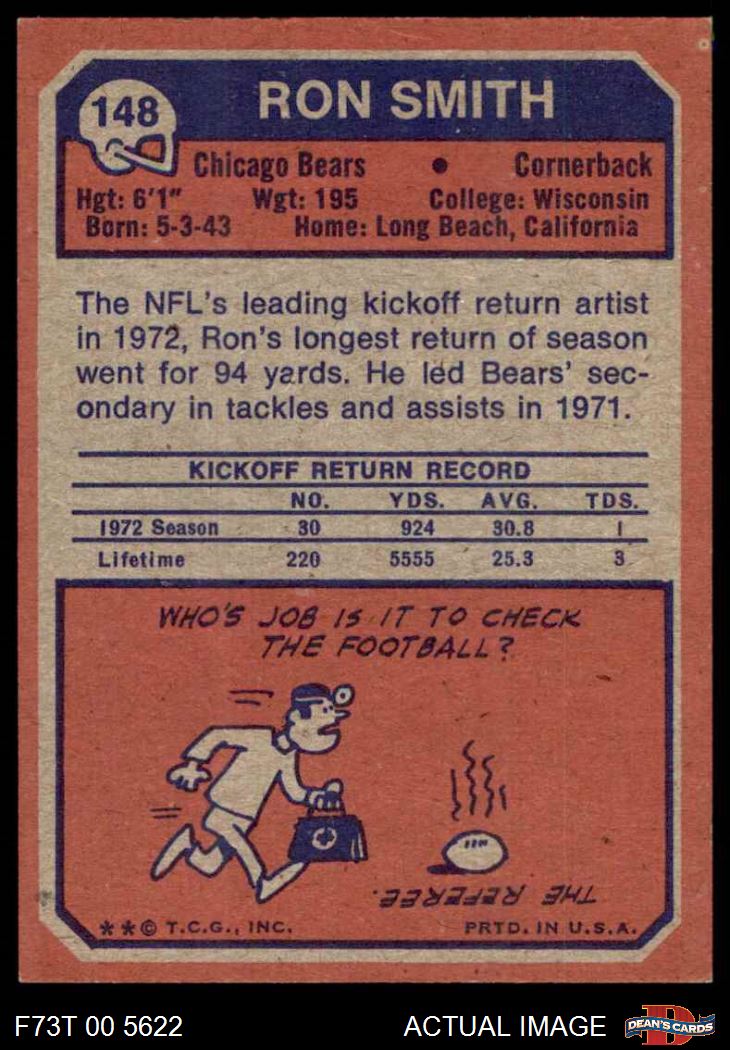 148
RON SMITH
Chicago Bears • Cornerback
Hgt: 6'1" Wgt: 195 College: Wisconsin
Born: 5-3-43 Home: Long Beach, California
The NFL's leading kickoff return artist
in 1972, Ron's longest return of season
went for 94 yards. He led Bears' sec-
ondary in tackles and assists in 1971.
KICKOFF RETURN RECORD
NO. YDS. AVG. TDS.
1972 Season 30 924 30.8 1
Lifetime 220 5555 25.3 3
WHO'S JOB IS IT TO CHECK
THE FOOTBALL?
THE REFEREE.
**© T.C.G., INC. PRTD. IN U.S.A.
F73T 00 5622 ACTUAL IMAGE
D
DEAN'S CARDS